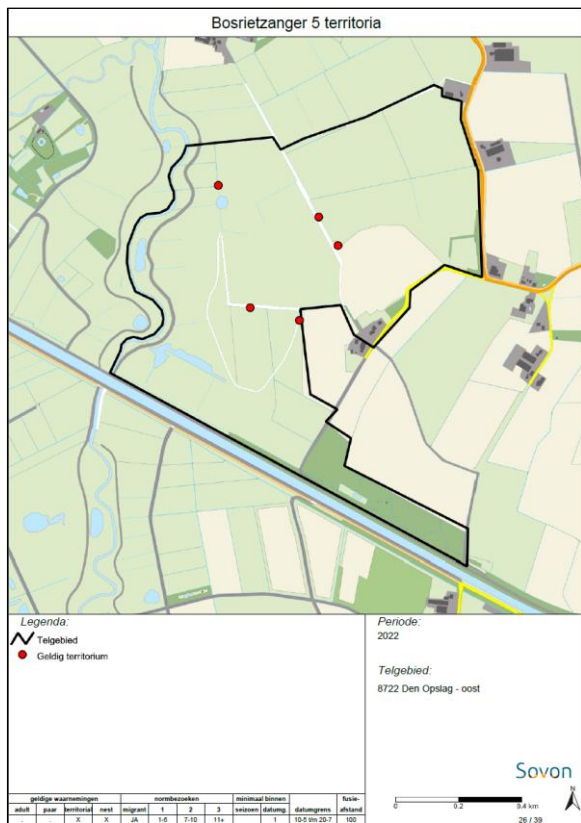 Bosrietzanger 5 territoria
Legenda:
Telgebied
Geldig territorium
Periode:
2022
Telgebied:
8722 Den Opslag - oost
Sovon
0 0.2 0.4 km
N
26 / 39
geldige waarnemingen normbezoeken minimaal binnen fusie-
adult paar territoriaal nest migrant 1 2 3 seizoen datumg. datumgrens afstand
. . X X JA 1-6 7-10 11+ 1 10-5 t/m 20-7 100